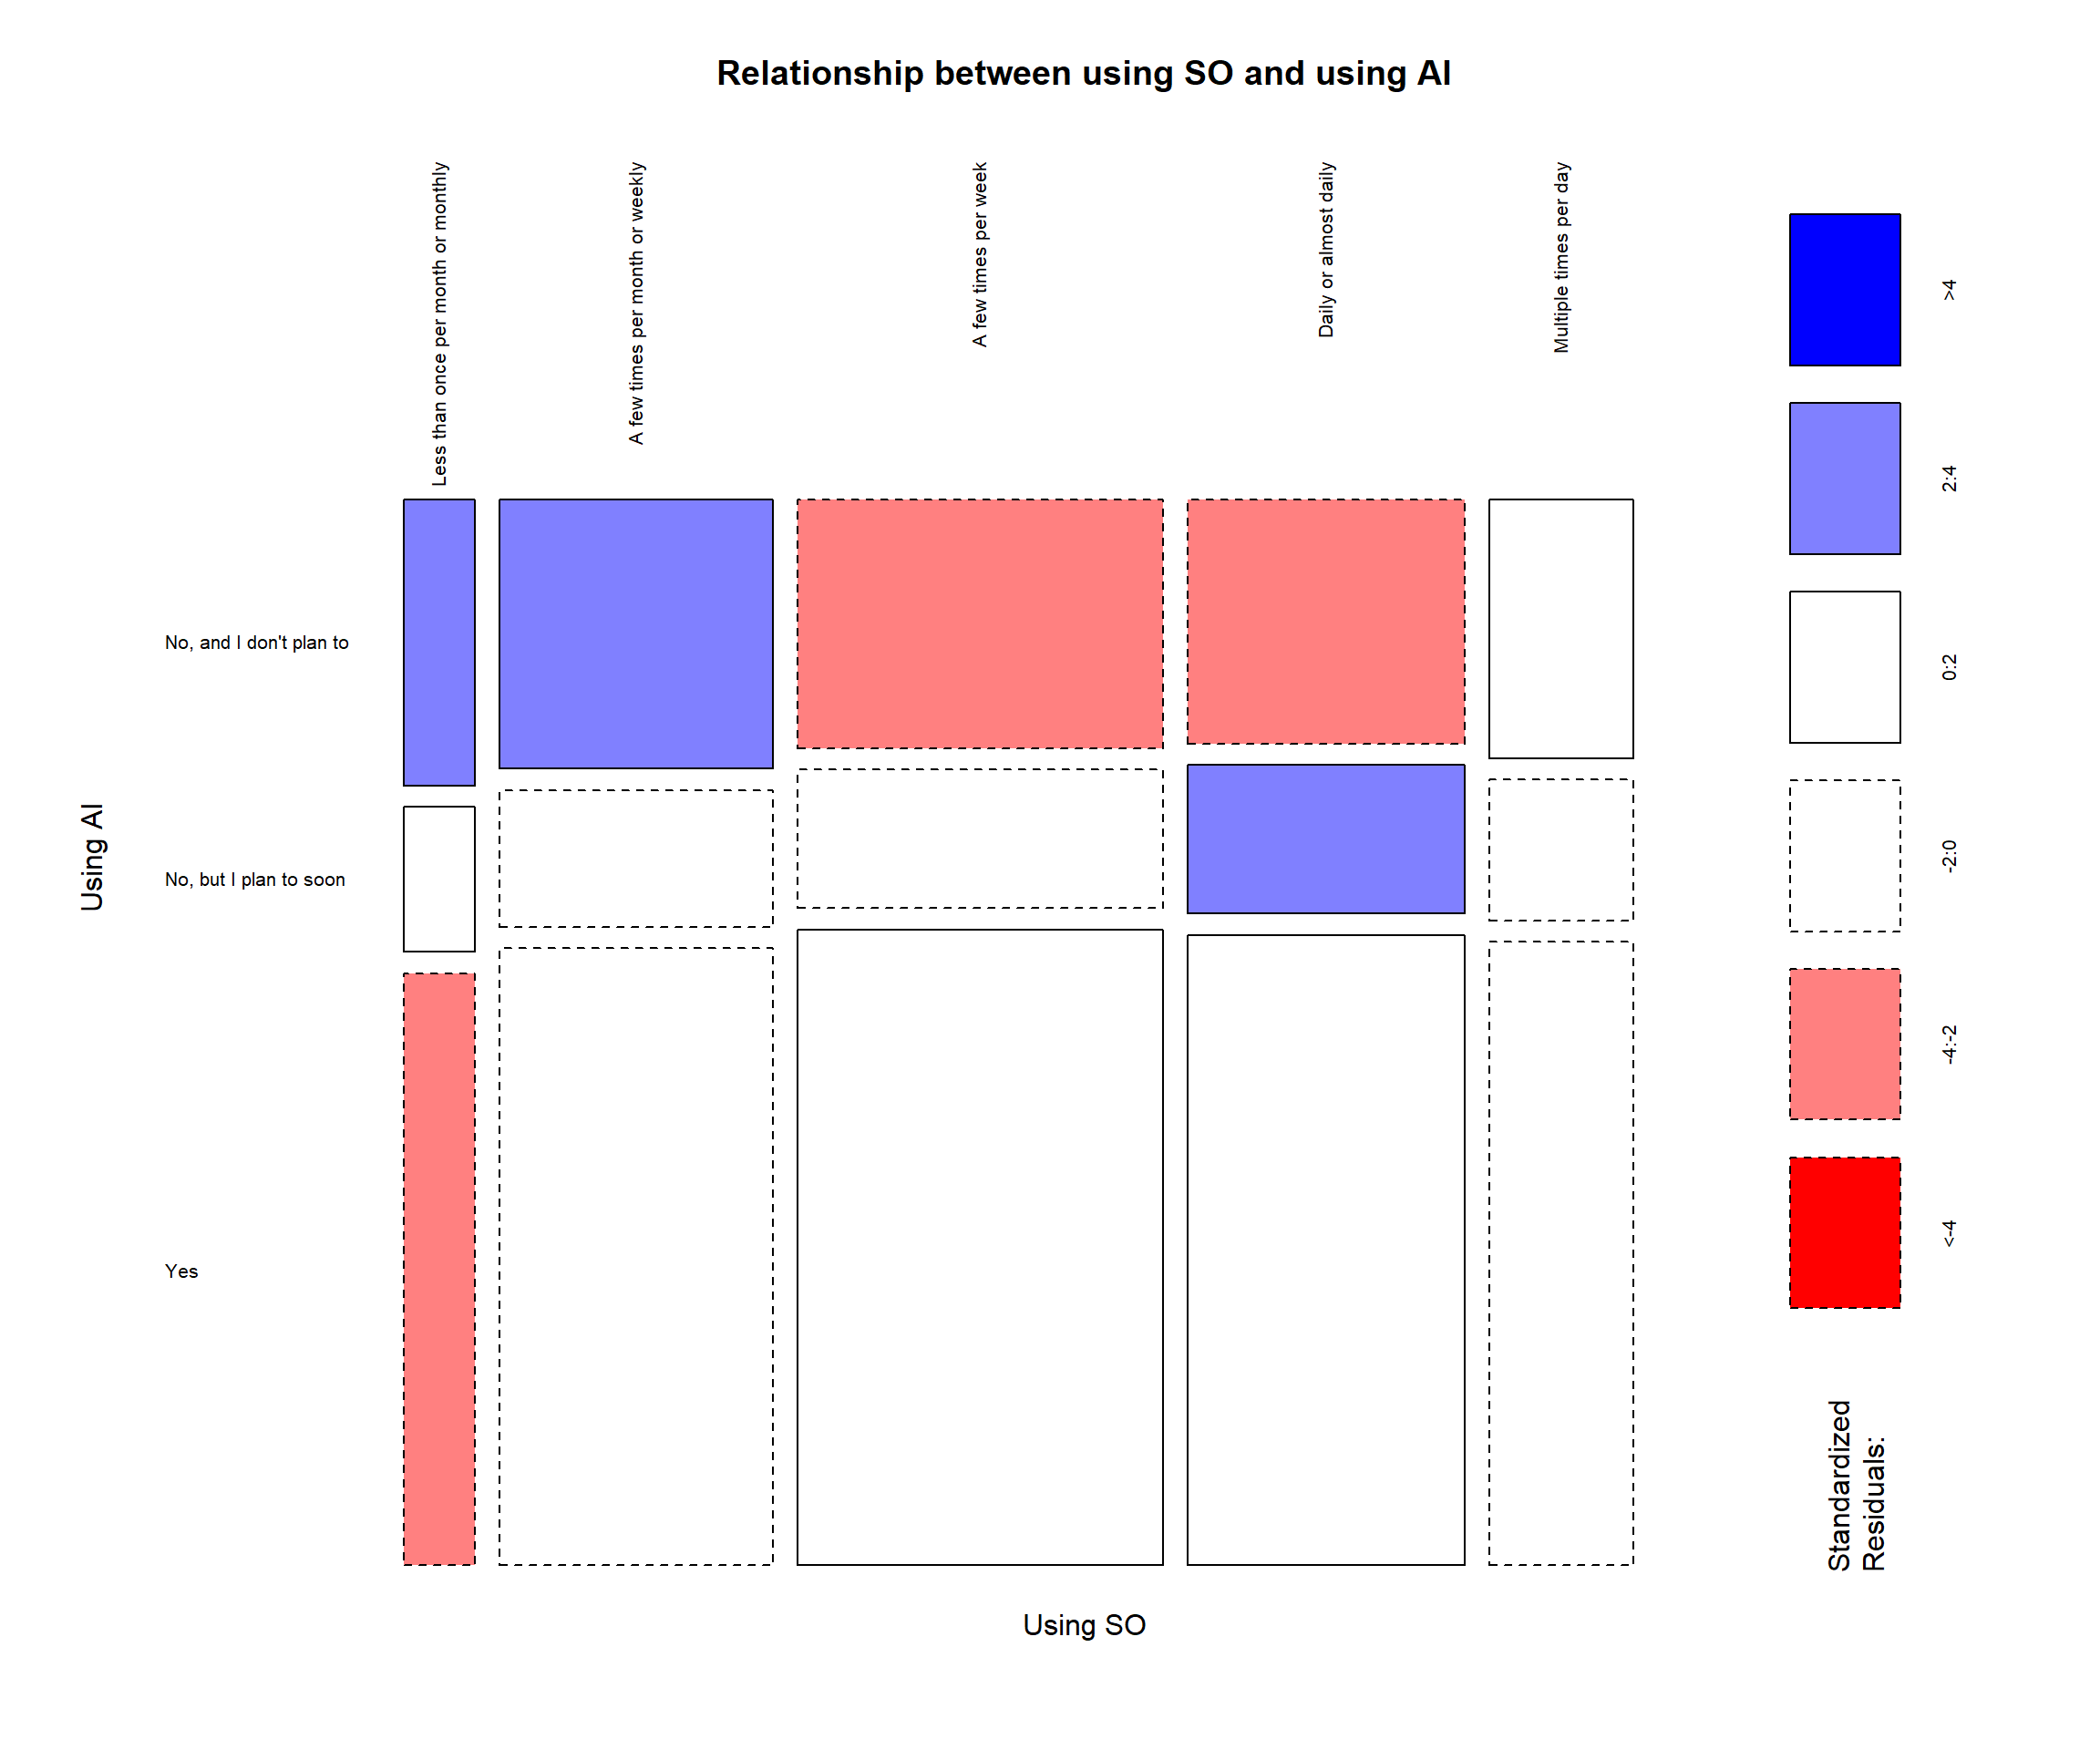 Relationship between using SO and using AI
Less than once per month or monthly
A few times per month or weekly
A few times per week
Daily or almost daily
Multiple times per day
Using AI
No, and I don't plan to
No, but I plan to soon
Yes
Using SO
>4
2:4
0:2
-2:0
-4:-2
<-4
Standardized
Residuals: